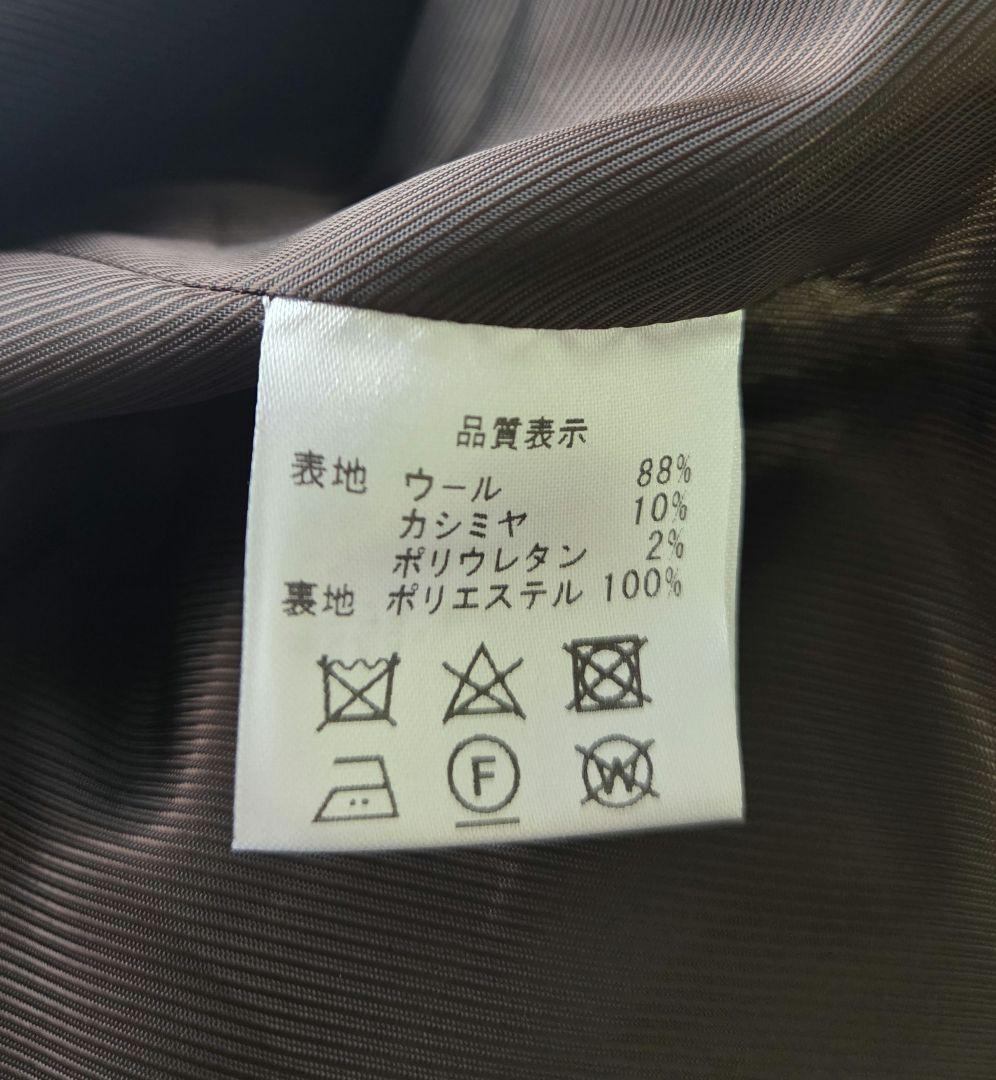 品質表示
表地 ウール 88%
カシミヤ 10%
ポリウレタン 2%
裏地 ポリエステル 100%
F W